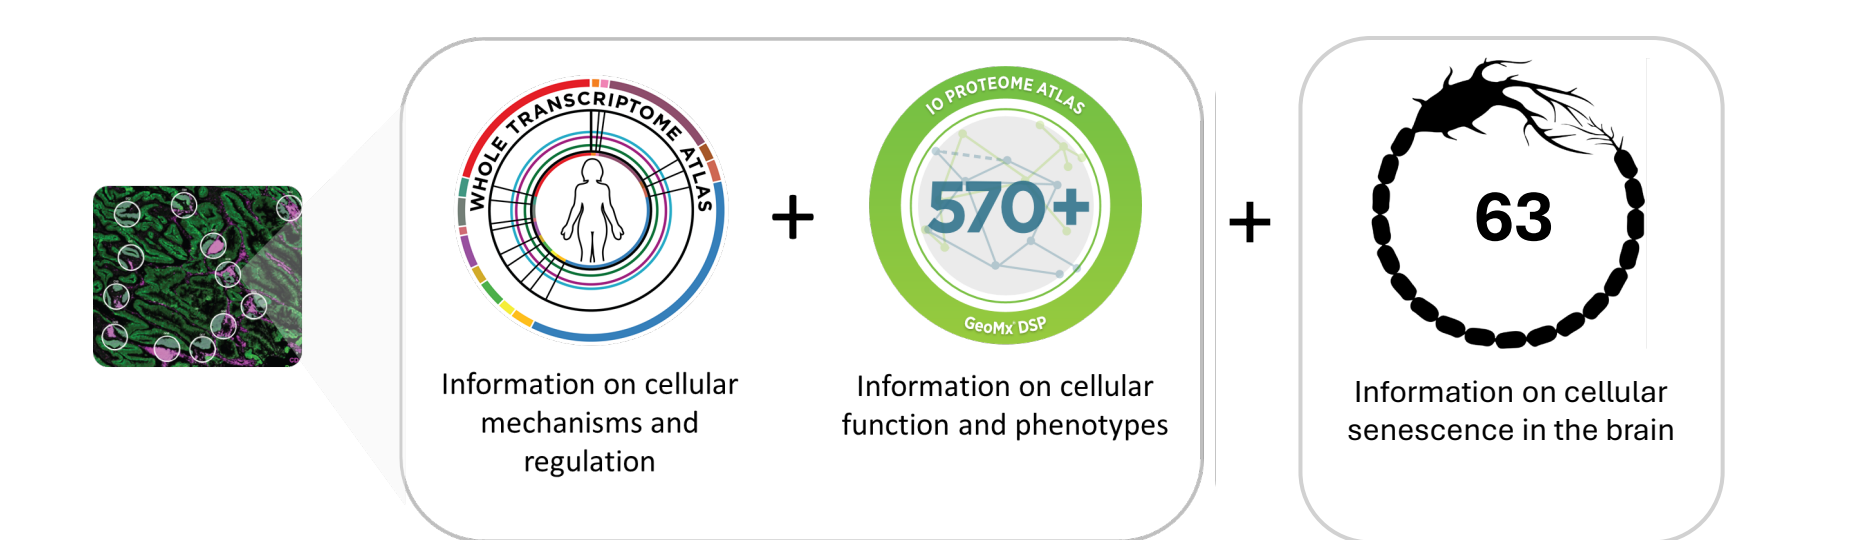 WHOLE TRANSCRIPTOME ATLAS
+
IO PROTEOME ATLAS
570+
GeoMx® DSP
+
63
Information on cellular
mechanisms and
regulation
Information on cellular
function and phenotypes
Information on cellular
senescence in the brain